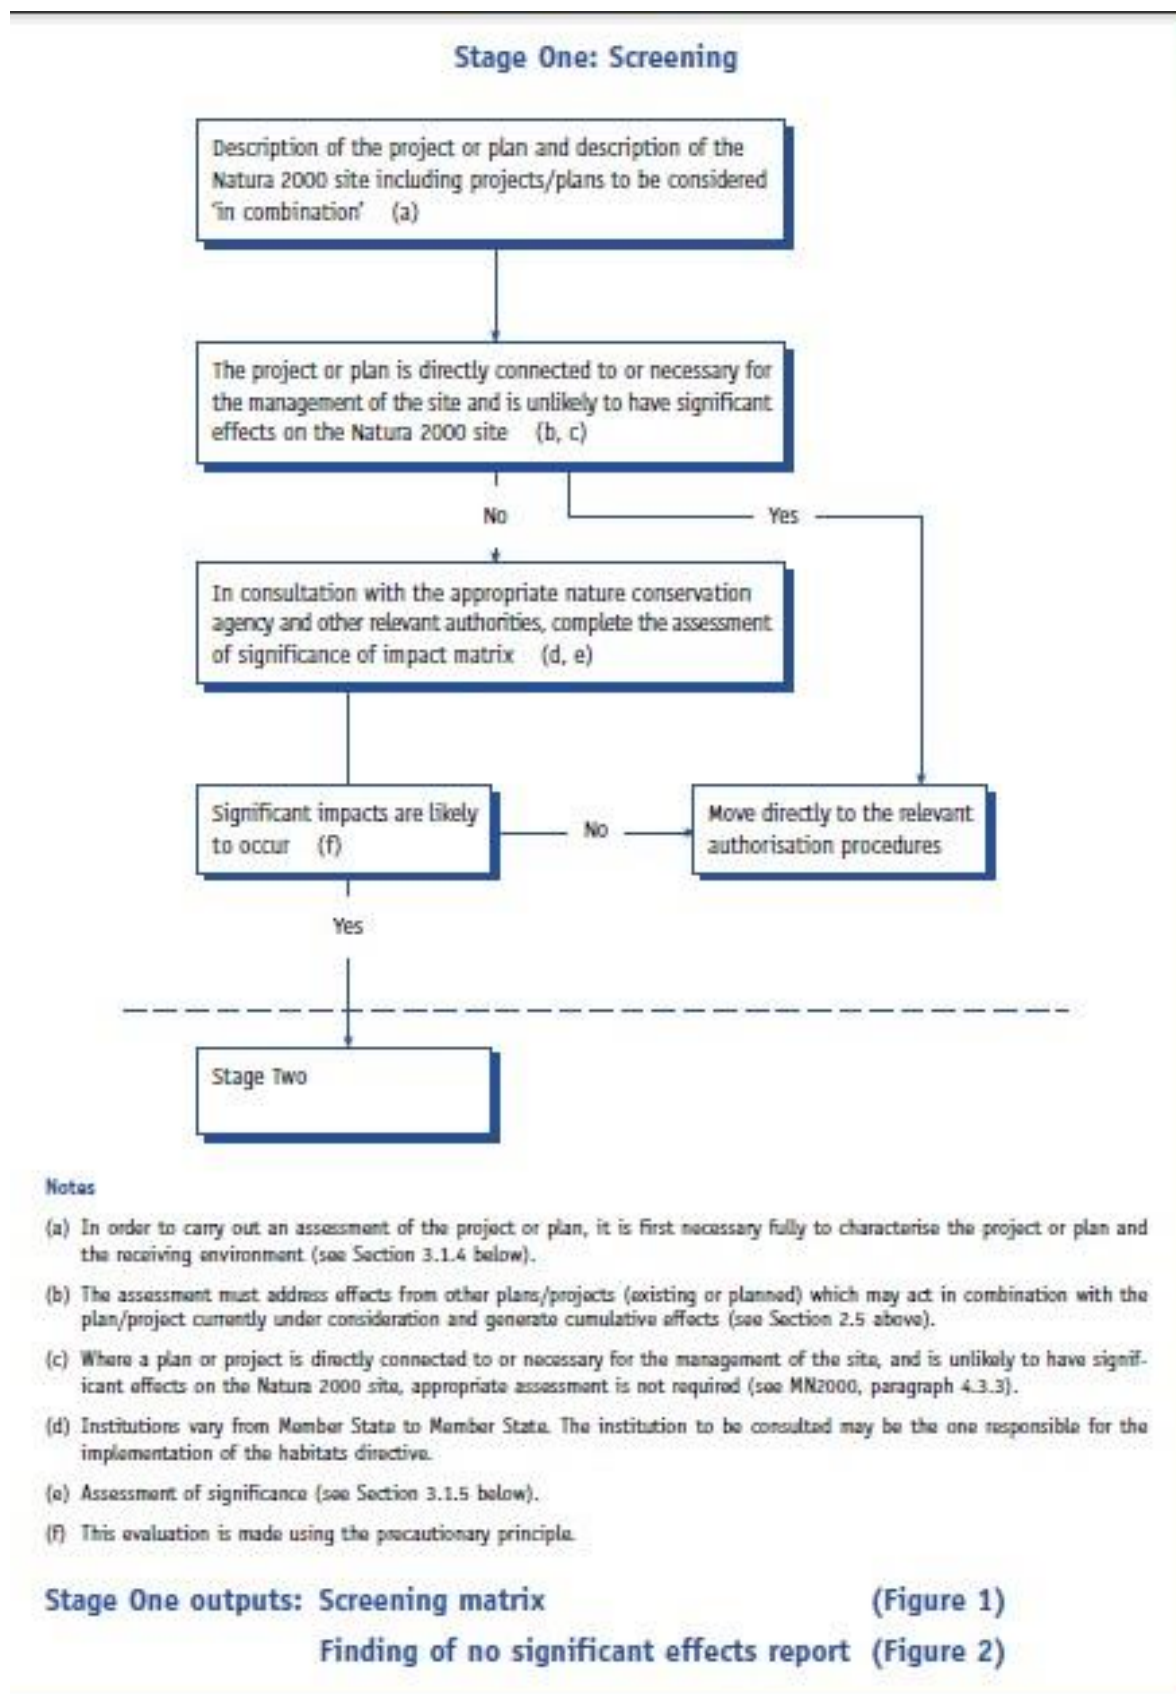 Stage One: Screening
Description of the project or plan and description of the
Natura 2000 site including projects/plans to be considered
'in combination' (a)
The project or plan is directly connected to or necessary for
the management of the site and is unlikely to have significant
effects on the Natura 2000 site (b, c)
No
Yes
In consultation with the appropriate nature conservation
agency and other relevant authorities, complete the assessment
of significance of impact matrix (d, e)
Significant impacts are likely
to occur (f)
No
Move directly to the relevant
authorisation procedures
Yes
Stage Two
Notes
(a) In order to carry out an assessment of the project or plan, it is first necessary fully to characterise the project or plan and
the receiving environment (see Section 3.1.4 below).
(b) The assessment must address effects from other plans/projects (existing or planned) which may act in combination with the
plan/project currently under consideration and generate cumulative effects (see Section 2.5 above).
(c) Where a plan or project is directly connected to or necessary for the management of the site, and is unlikely to have signif-
icant effects on the Natura 2000 site, appropriate assessment is not required (see MN2000, paragraph 4.3.3).
(d) Institutions vary from Member State to Member State. The institution to be consulted may be the one responsible for the
implementation of the habitats directive.
(e) Assessment of significance (see Section 3.1.5 below).
(f) This evaluation is made using the precautionary principle.
Stage One outputs: Screening matrix (Figure 1)
Finding of no significant effects report (Figure 2)